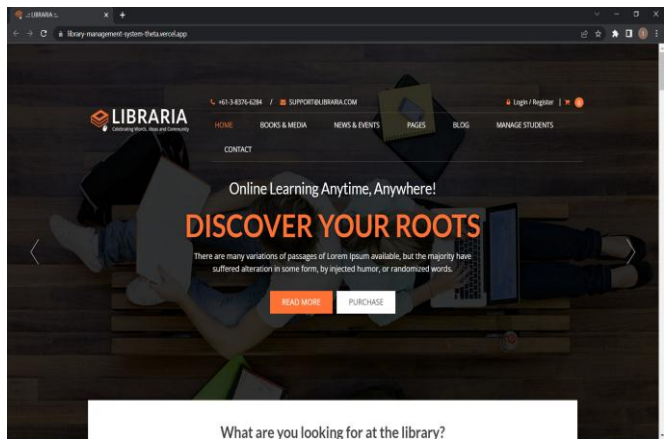 ..:: LIBRARIA ::..
library-management-system-theta.vercel.app
+61-3-8376-6284 / SUPPORT@LIBRARIA.COM
Login / Register
LIBRARIA
Celebrating Words, Ideas and Community
HOME BOOKS & MEDIA NEWS & EVENTS PAGES BLOG MANAGE STUDENTS
CONTACT
Online Learning Anytime, Anywhere!
DISCOVER YOUR ROOTS
There are many variations of passages of Lorem Ipsum available, but the majority have
suffered alteration in some form, by injected humor, or randomized words.
READ MORE PURCHASE
What are you looking for at the library?